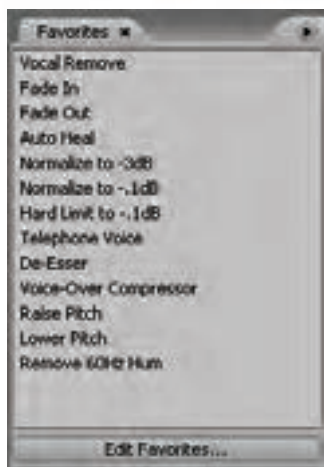 Favorites ×
Vocal Remove
Fade In
Fade Out
Auto Heal
Normalize to -3dB
Normalize to -.1dB
Hard Limit to -.1dB
Telephone Voice
De-Esser
Voice-Over Compressor
Raise Pitch
Lower Pitch
Remove 60Hz Hum
Edit Favorites...